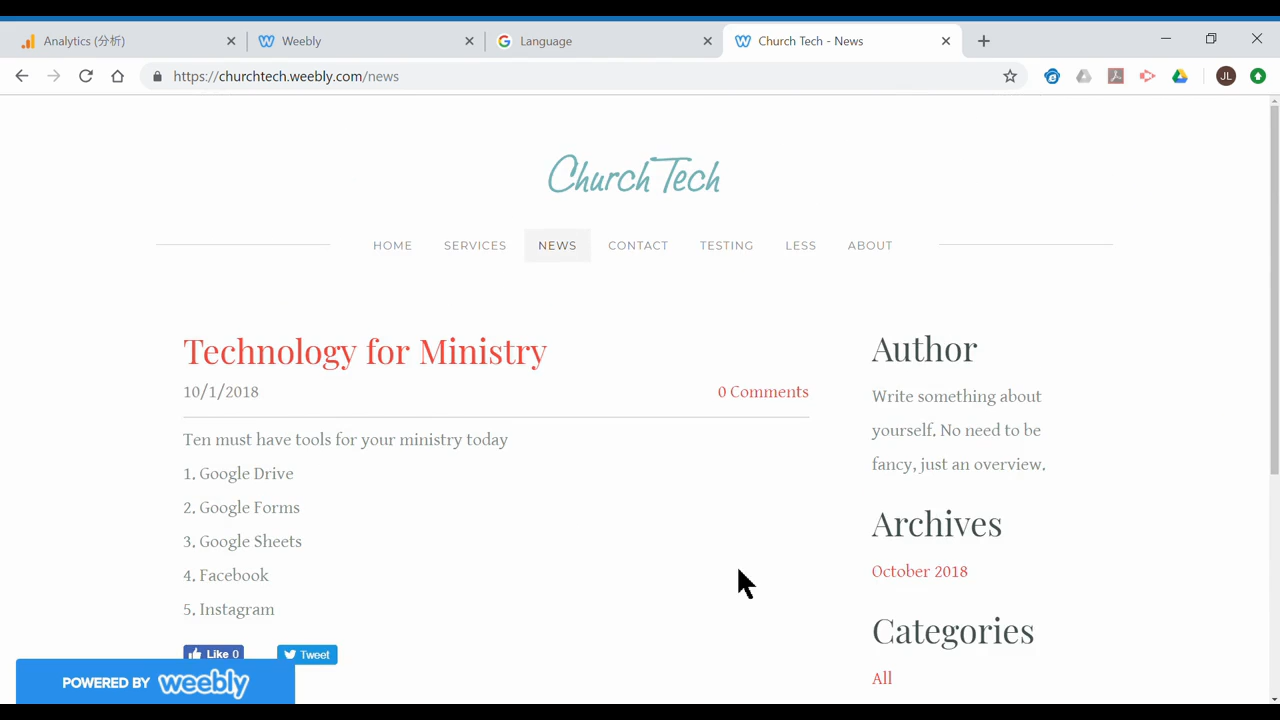 Analytics (分析)
Weebly
Language
Church Tech - News
https://churchtech.weebly.com/news
JL
Church Tech
HOME
SERVICES
NEWS
CONTACT
TESTING
LESS
ABOUT
Technology for Ministry
10/1/2018
0 Comments
Ten must have tools for your ministry today
1. Google Drive
2. Google Forms
3. Google Sheets
4. Facebook
5. Instagram
Like 0
Tweet
Author
Write something about
yourself. No need to be
fancy, just an overview.
Archives
October 2018
Categories
All
POWERED BY weebly